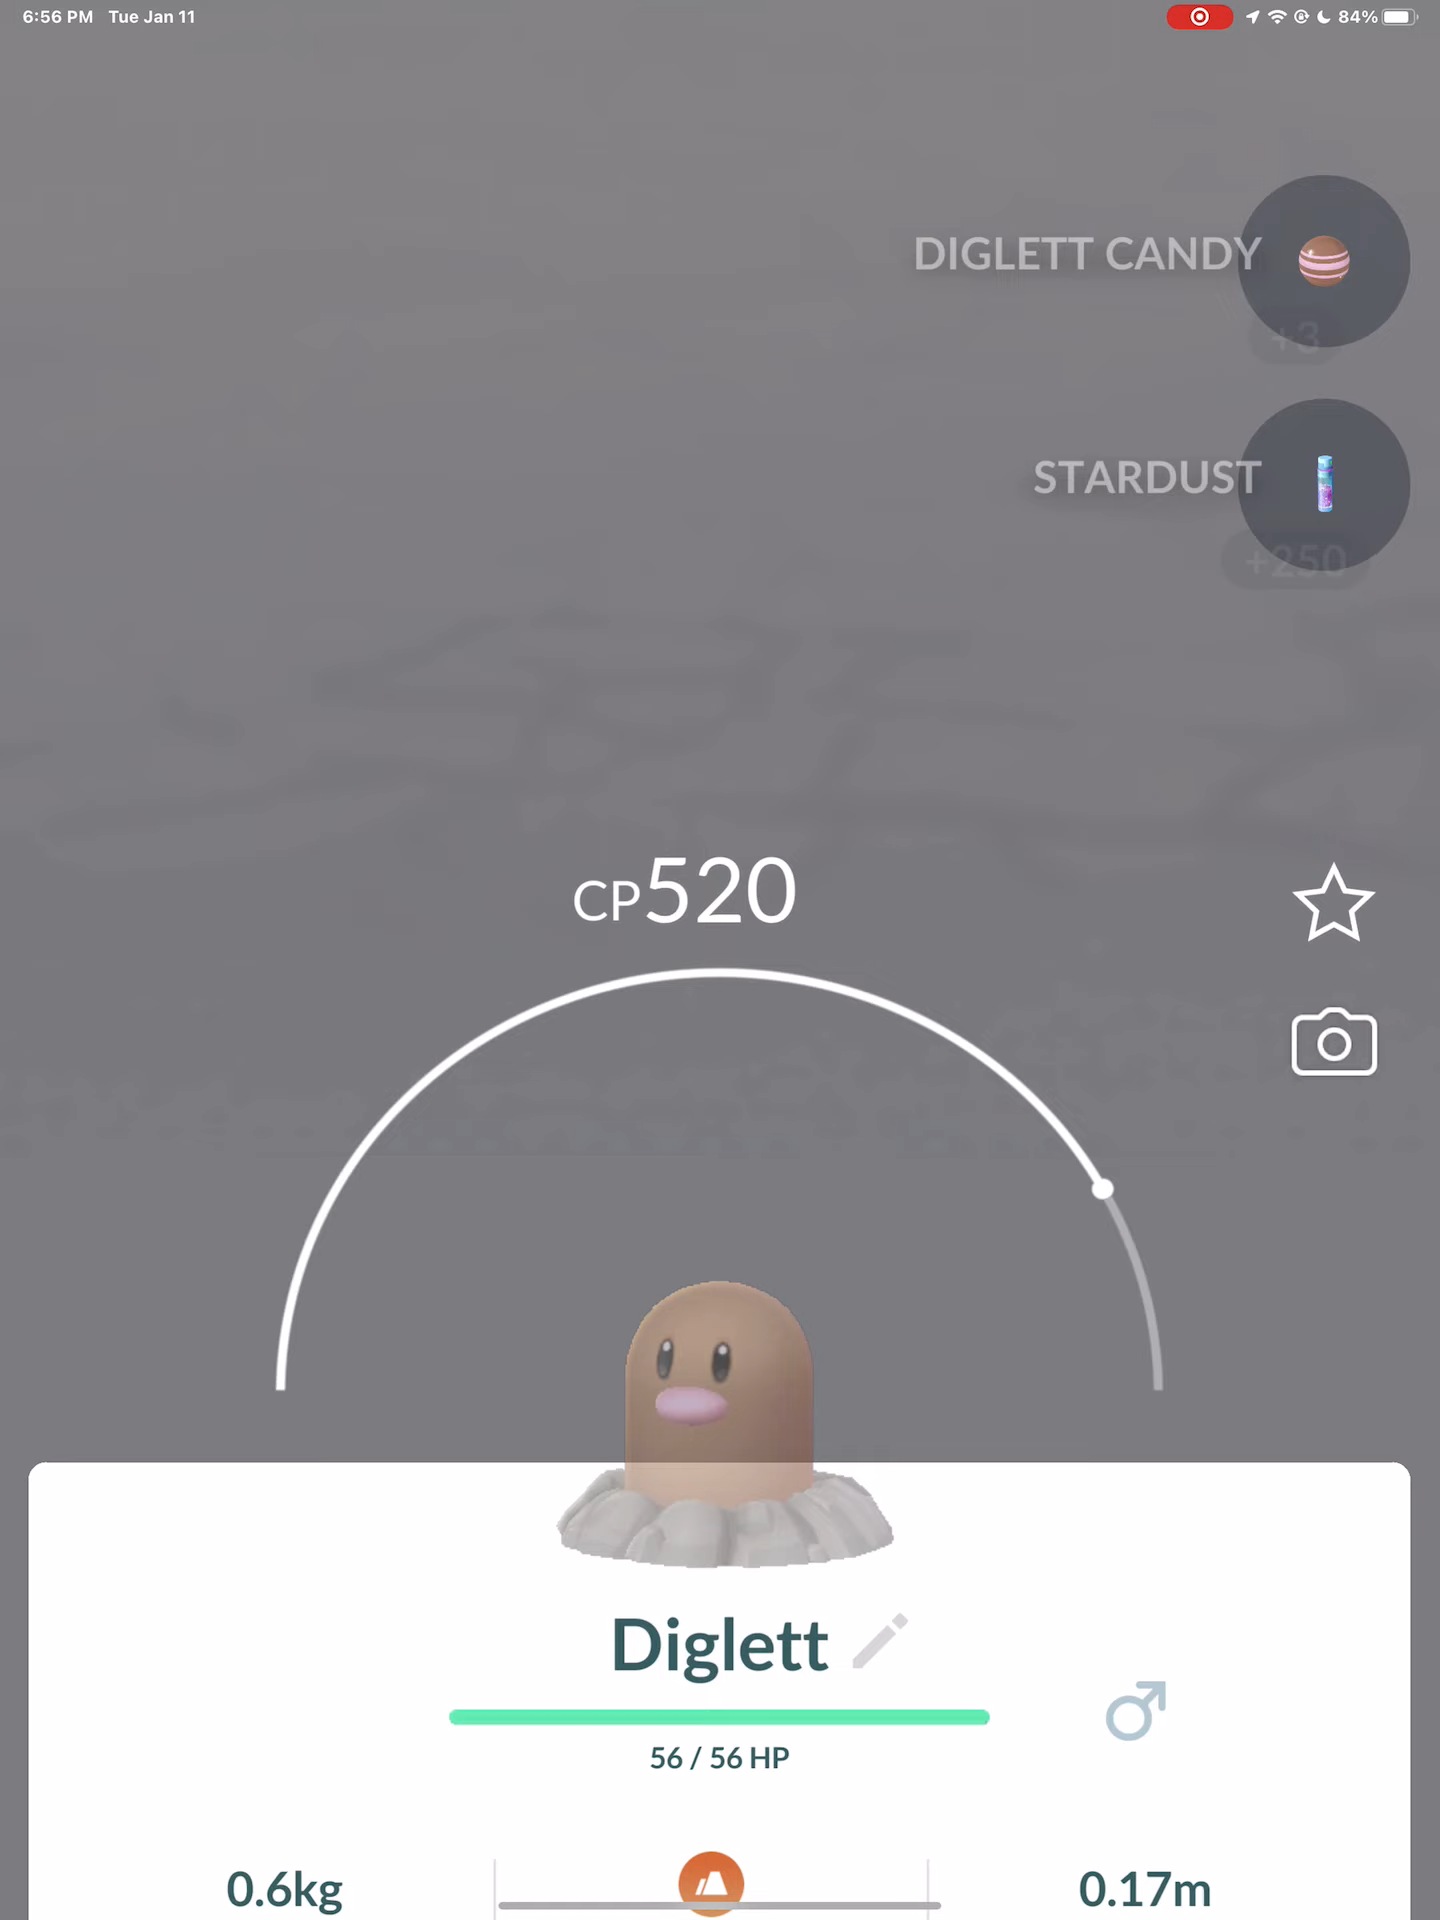 6:56 PM Tue Jan 11
84%
DIGLETT CANDY
+3
STARDUST
+250
CP520
Diglett
56 / 56 HP
0.6kg
0.17m